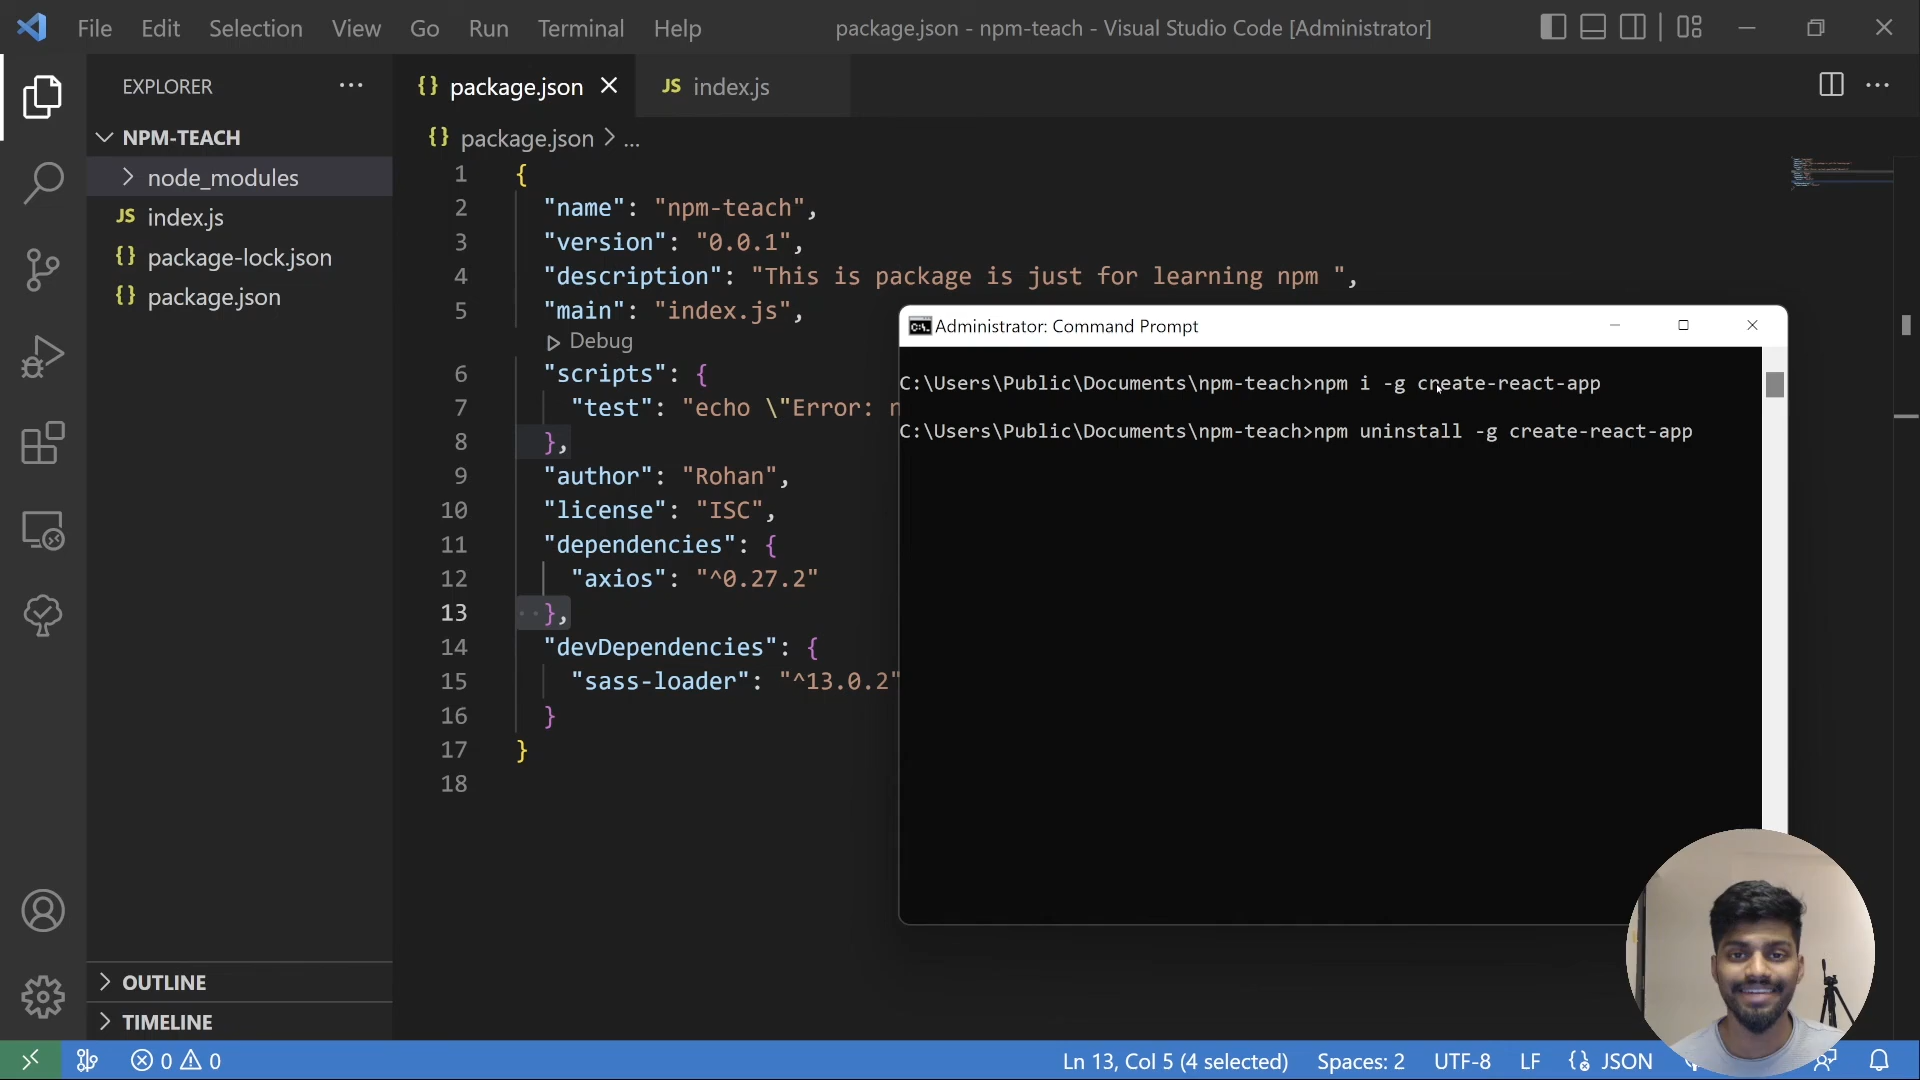 File Edit Selection View Go Run Terminal Help
package.json - npm-teach - Visual Studio Code [Administrator]
EXPLORER
NPM-TEACH
node_modules
JS index.js
{} package-lock.json
{} package.json
OUTLINE
TIMELINE
{} package.json
JS index.js
{} package.json > ...
1 {
2 "name": "npm-teach",
3 "version": "0.0.1",
4 "description": "This is package is just for learning npm ",
5 "main": "index.js",
Debug
6 "scripts": {
7 "test": "echo \"Error: n
8 },
9 "author": "Rohan",
10 "license": "ISC",
11 "dependencies": {
12 "axios": "^0.27.2"
13 },
14 "devDependencies": {
15 "sass-loader": "^13.0.2"
16 }
17 }
18
Administrator: Command Prompt
C:\Users\Public\Documents\npm-teach>npm i -g create-react-app
C:\Users\Public\Documents\npm-teach>npm uninstall -g create-react-app
0 0
Ln 13, Col 5 (4 selected) Spaces: 2 UTF-8 LF {} JSON